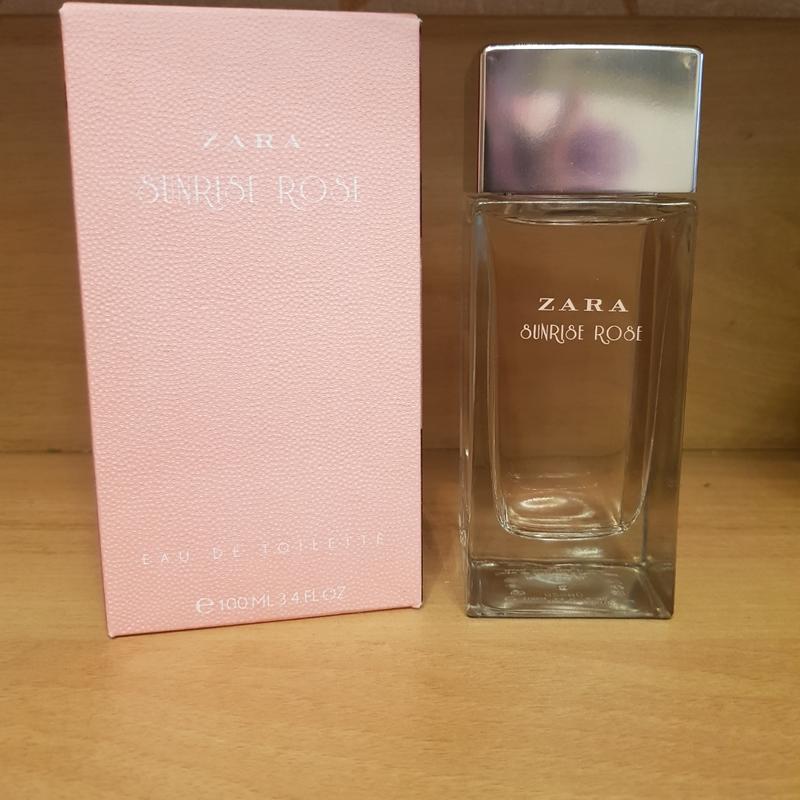 ZARA
SUNRISE ROSE
EAU DE TOILETTE
e 100 ML 3.4 FL.OZ
ZARA
SUNRISE ROSE